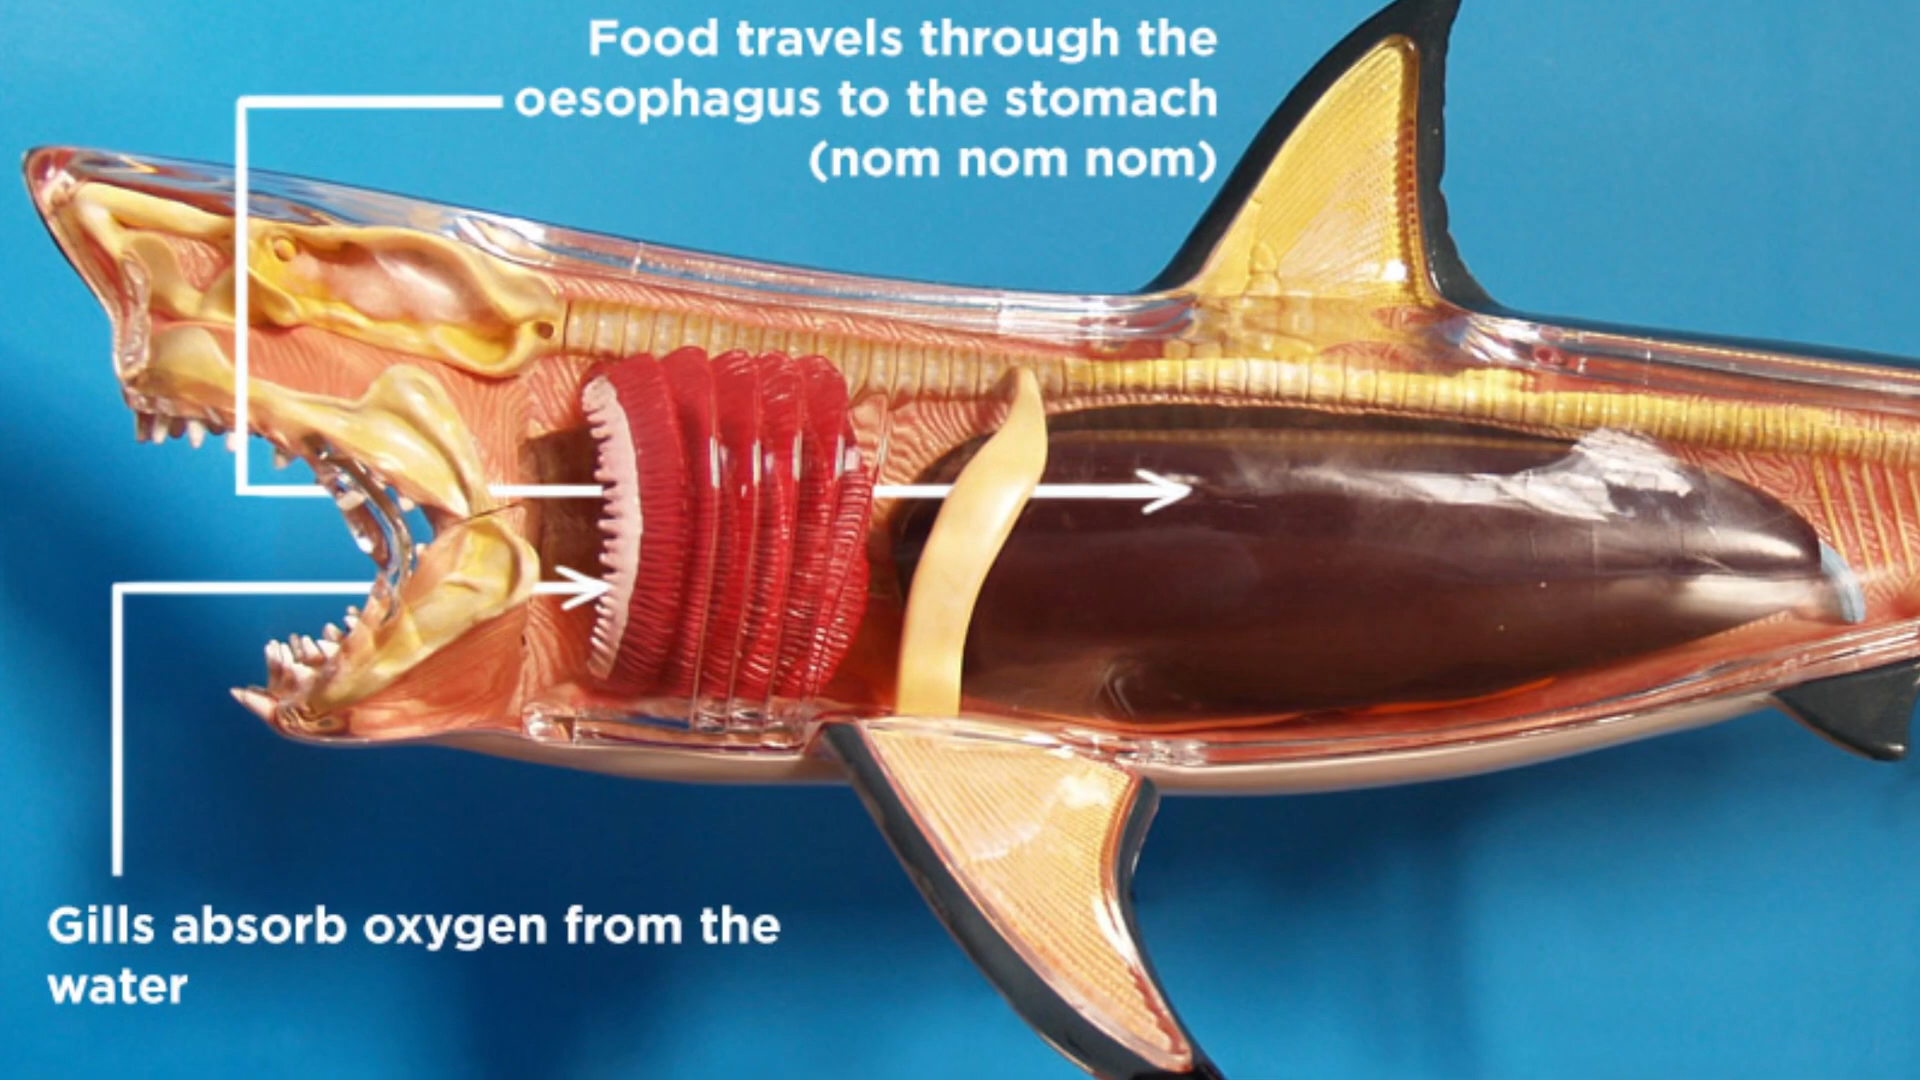 Food travels through the
oesophagus to the stomach
(nom nom nom)
Gills absorb oxygen from the
water